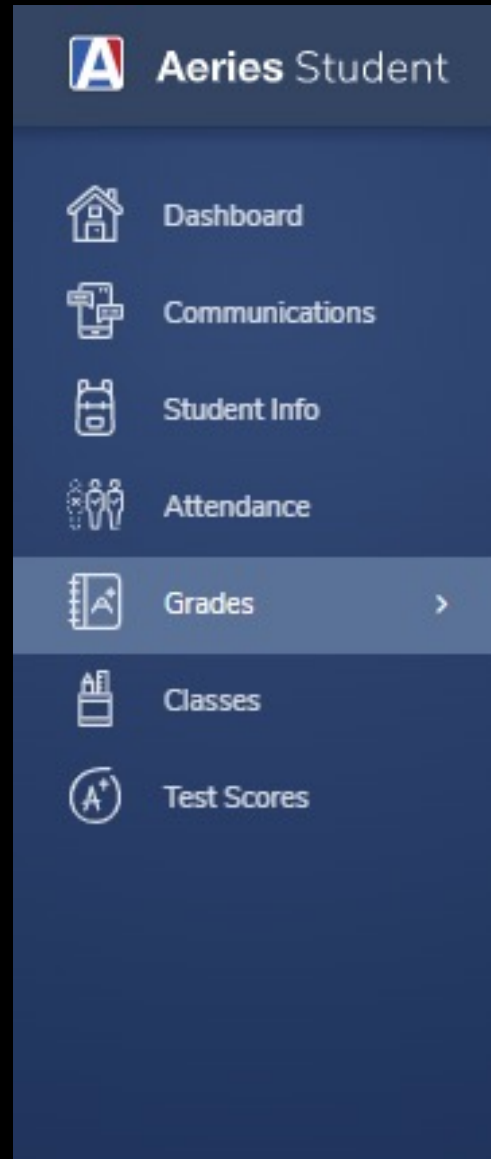 Aeries Student
Dashboard
Communications
Student Info
Attendance
Grades
Classes
Test Scores